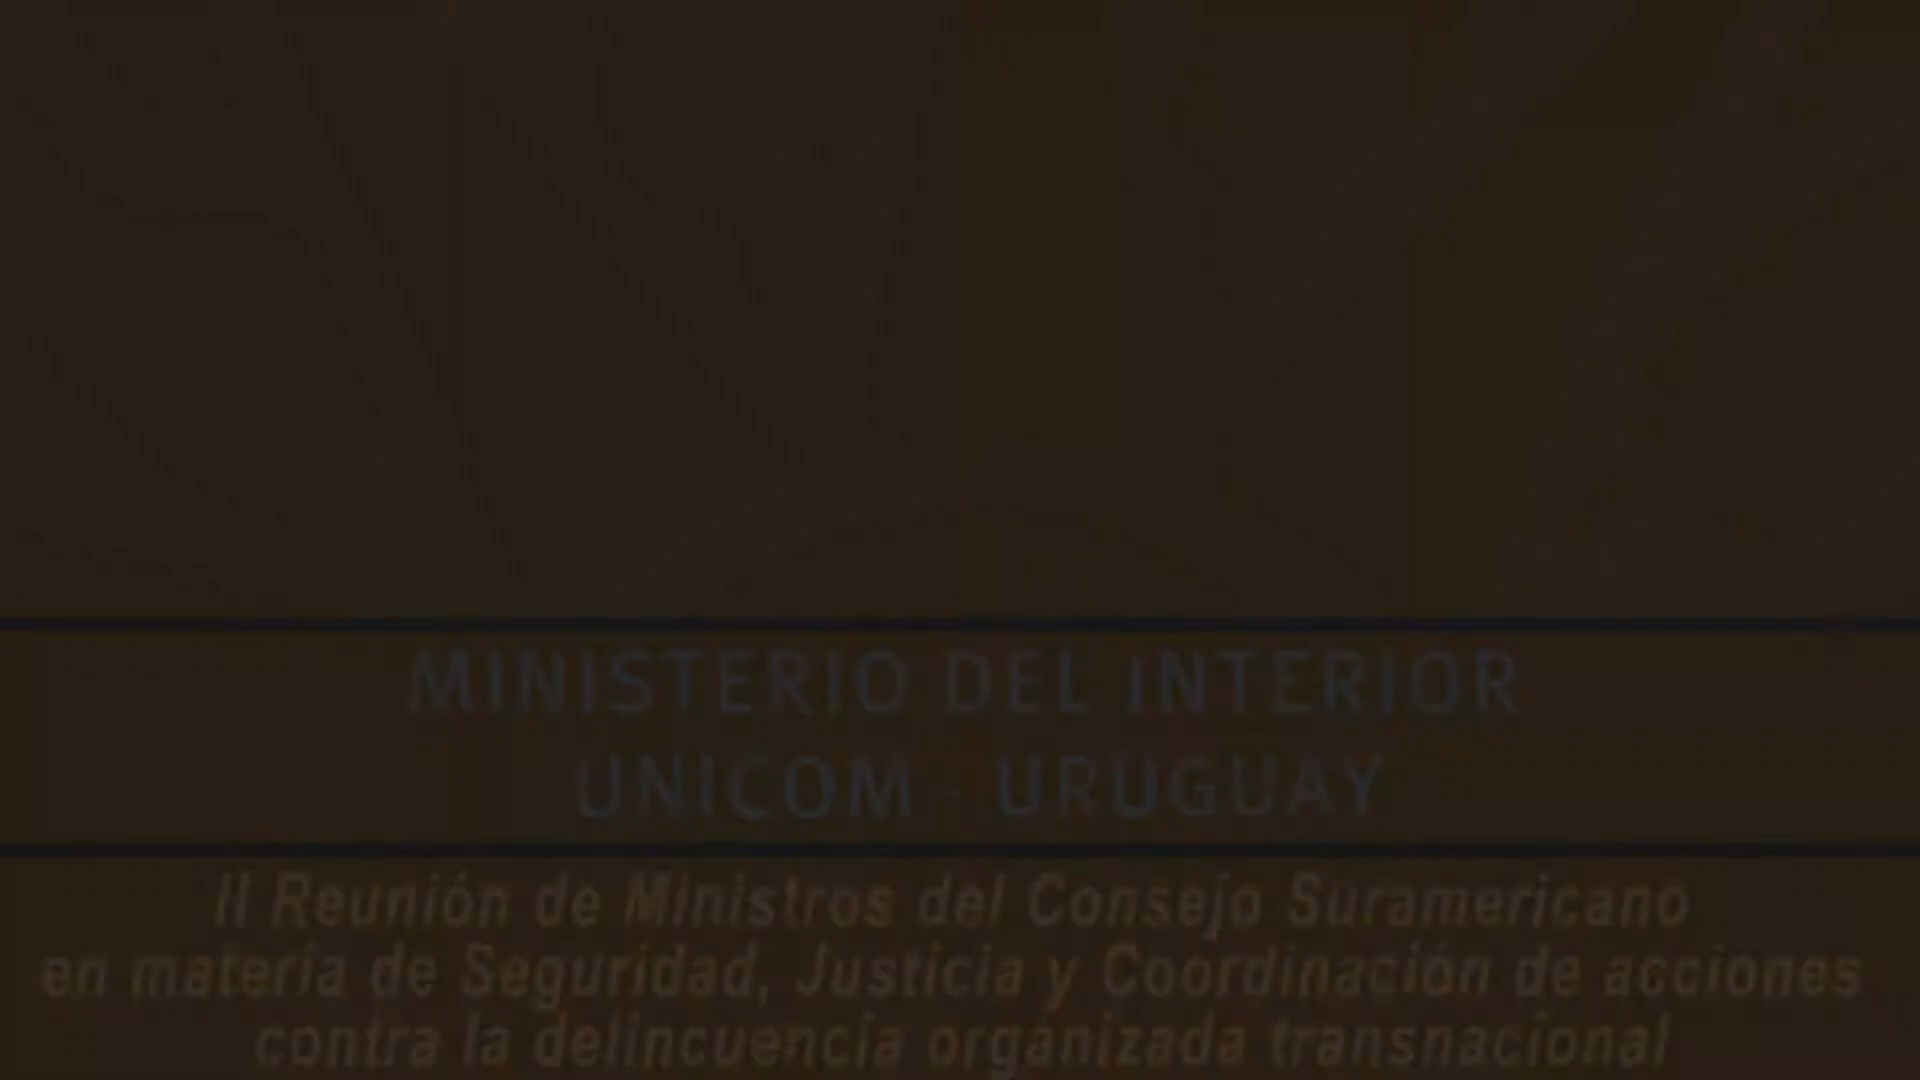 MINISTERIO DEL INTERIOR
UNICOM - URUGUAY
II Reunión de Ministros del Consejo Suramericano
en materia de Seguridad, Justicia y Coordinación de acciones
contra la delincuencia organizada transnacional